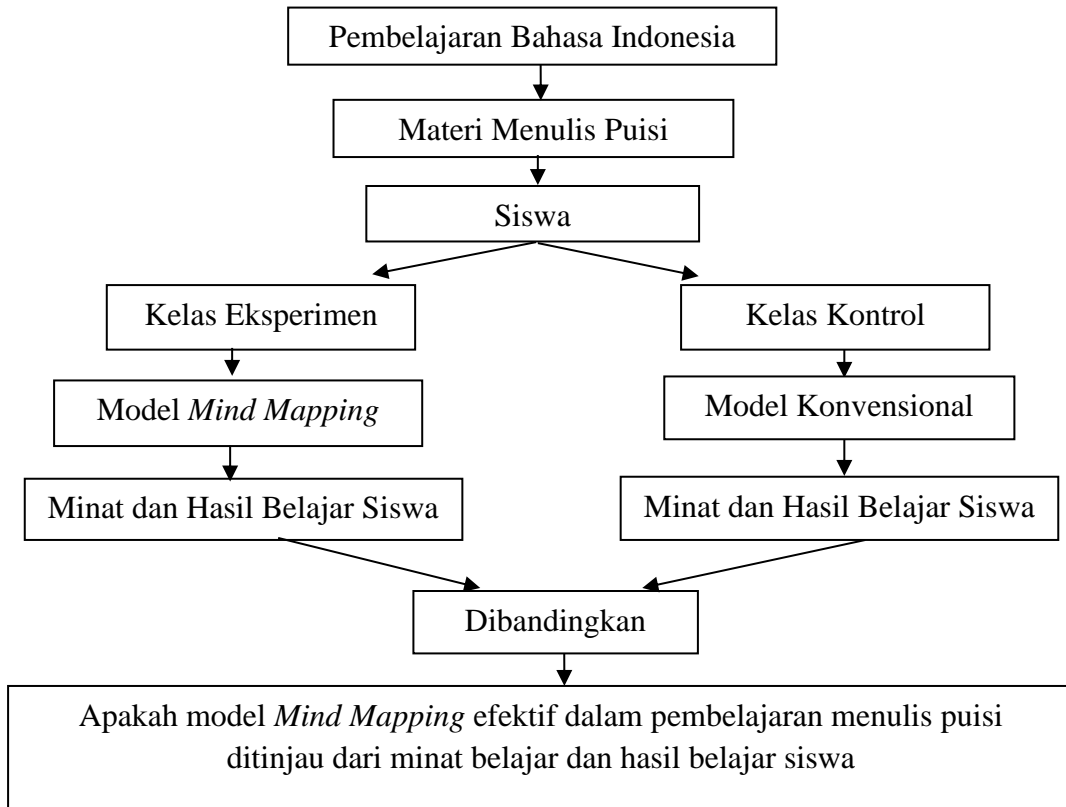 Pembelajaran Bahasa Indonesia
Materi Menulis Puisi
Siswa
Kelas Eksperimen
Kelas Kontrol
Model Mind Mapping
Model Konvensional
Minat dan Hasil Belajar Siswa
Minat dan Hasil Belajar Siswa
Dibandingkan
Apakah model Mind Mapping efektif dalam pembelajaran menulis puisi
ditinjau dari minat belajar dan hasil belajar siswa